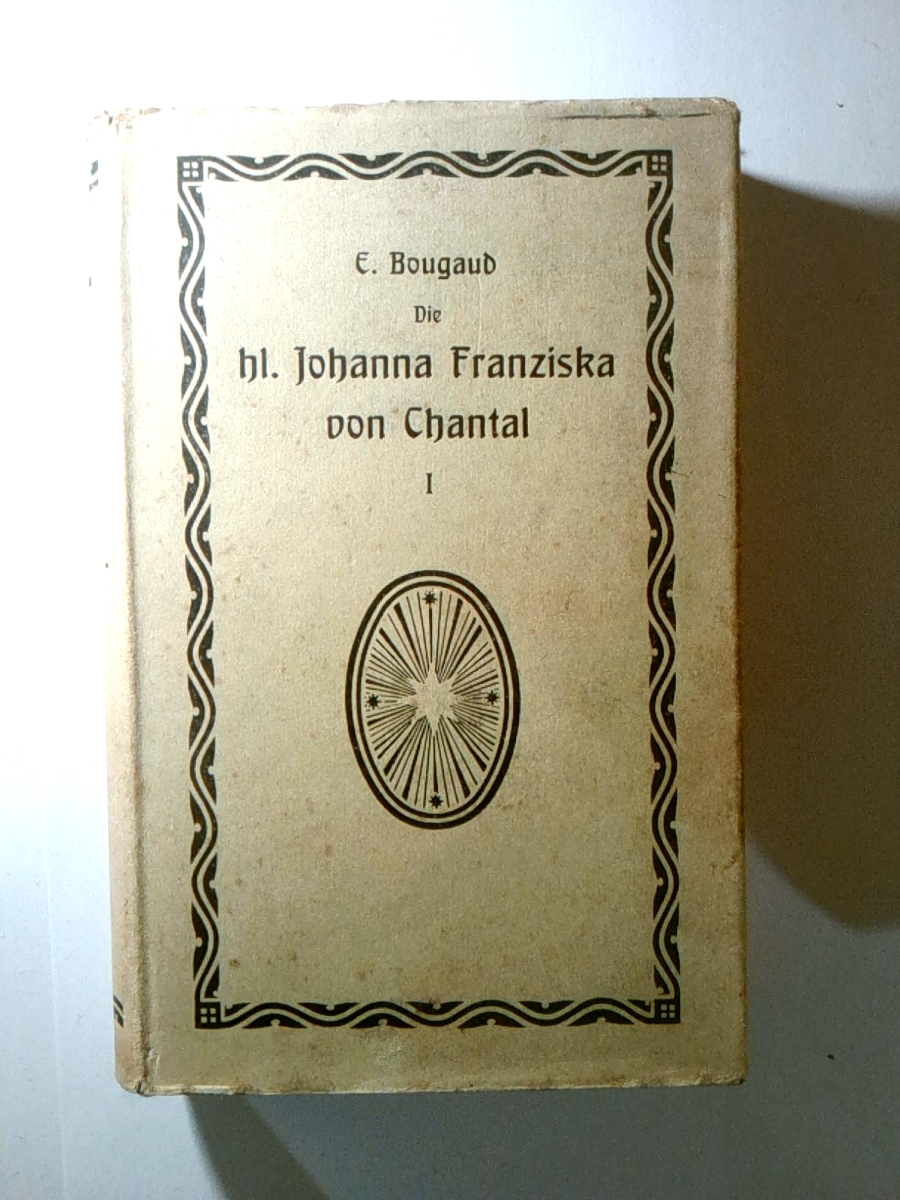 E. Bougaud
Die
hl. Johanna Franziska
von Chantal
I